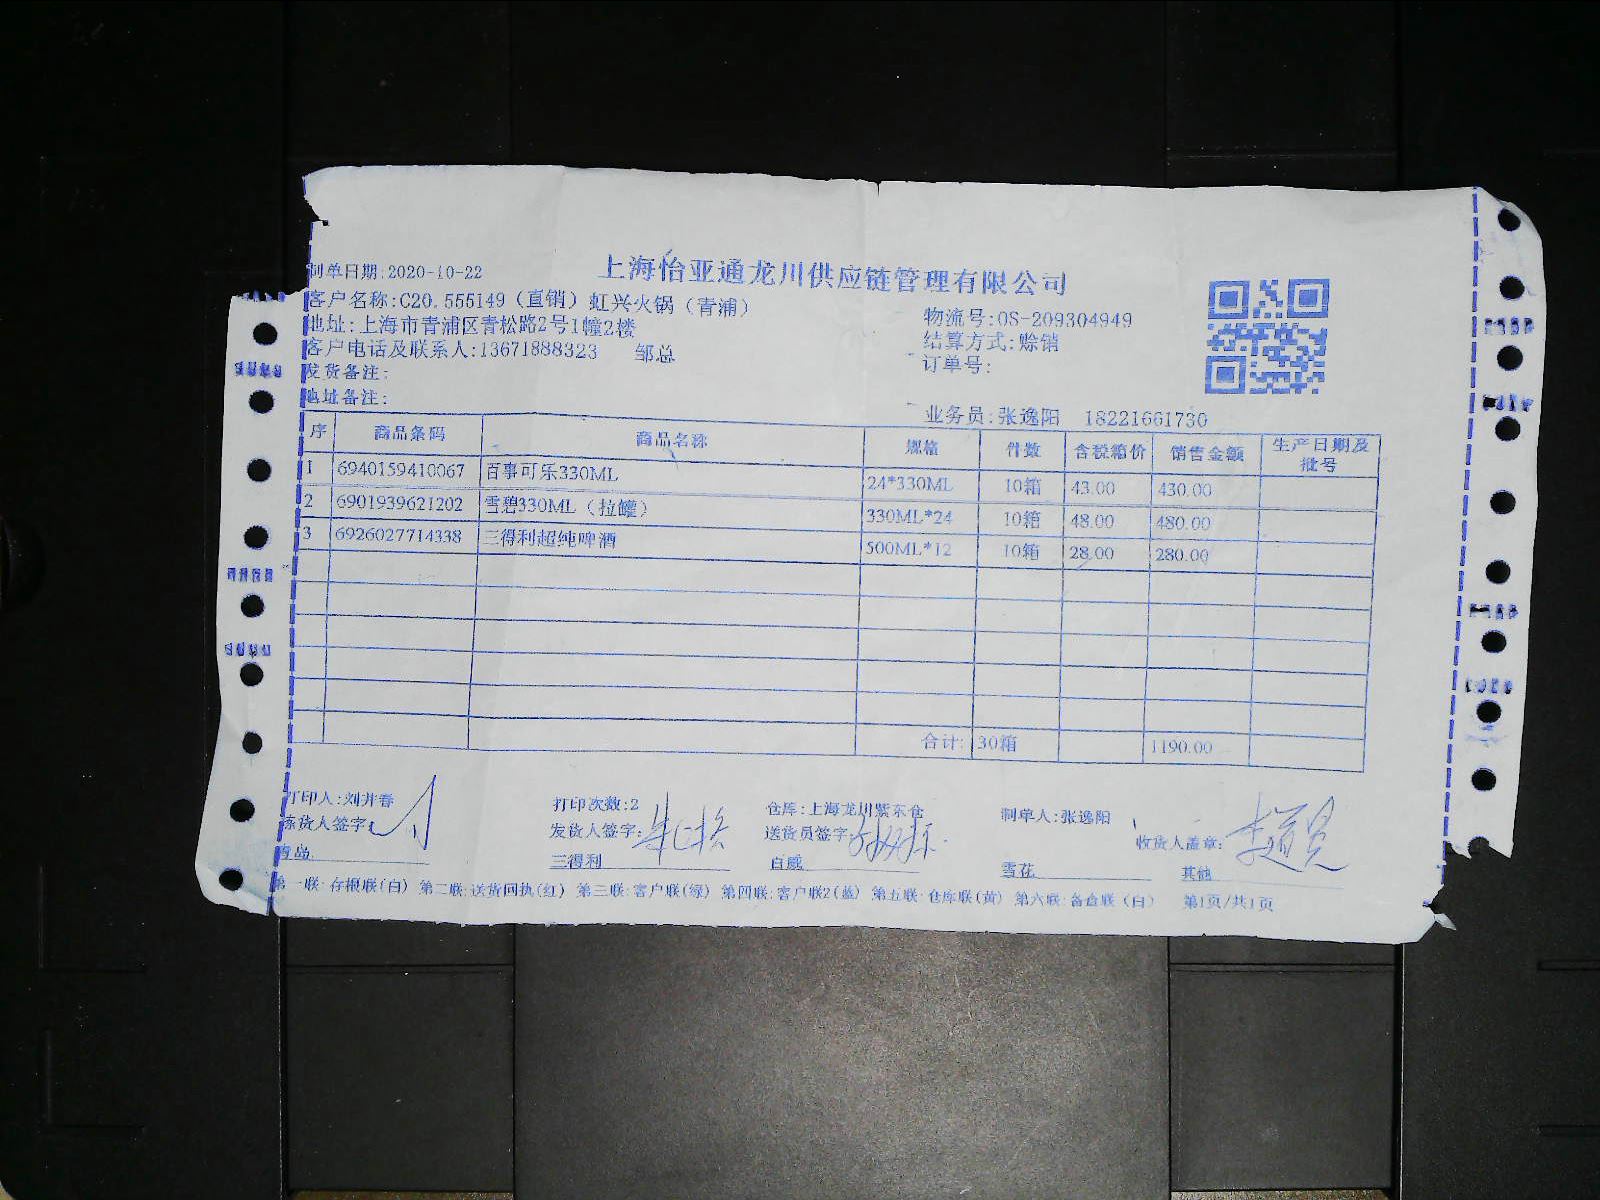 上海怡亚通龙川供应链管理有限公司
制单日期:2020-10-22
客户名称:C20.555149（直销）虹兴火锅（青浦）
物流号:OS-209304949
地址:上海市青浦区青松路2号1幢2楼
结算方式:赊销
客户电话及联系人:13671888323 邹总
订单号:
发货备注:
地址备注:
业务员:张逸阳 18221661730
序 商品条码 商品名称 规格 件数 含税箱价 销售金额 生产日期及批号
1 6940159410067 百事可乐330ML 24*330ML 10箱 43.00 430.00
2 6901939621202 雪碧330ML（拉罐） 330ML*24 10箱 48.00 480.00
3 6926027714338 三得利超纯啤酒 500ML*12 10箱 28.00 280.00
合计: 30箱 1190.00
打印人:刘井春 打印次数:2 仓库:上海龙川紫东仓 制单人:张逸阳
拣货人签字: 发货人签字: 送货员签字: 收货人盖章:
青岛 三得利 百威 雪花 其他
第一联:存根联(白) 第二联:送货回执(红) 第三联:客户联(绿) 第四联:客户联2(蓝) 第五联:仓库联(黄) 第六联:备查联（白） 第1页/共1页